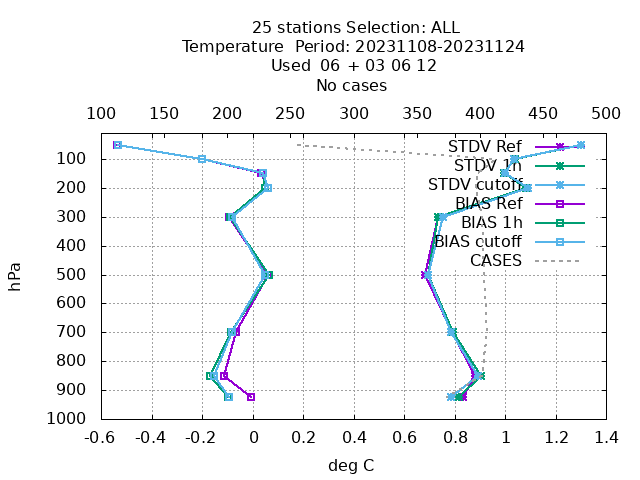 25 stations Selection: ALL
Temperature  Period: 20231108-20231124
Used  06 + 03 06 12
No cases
100 150 200 250 300 350 400 450 500
STDV Ref
STDV 1h
STDV cutoff
BIAS Ref
BIAS 1h
BIAS cutoff
CASES
hPa
100
200
300
400
500
600
700
800
900
1000
-0.6 -0.4 -0.2 0 0.2 0.4 0.6 0.8 1 1.2 1.4
deg C